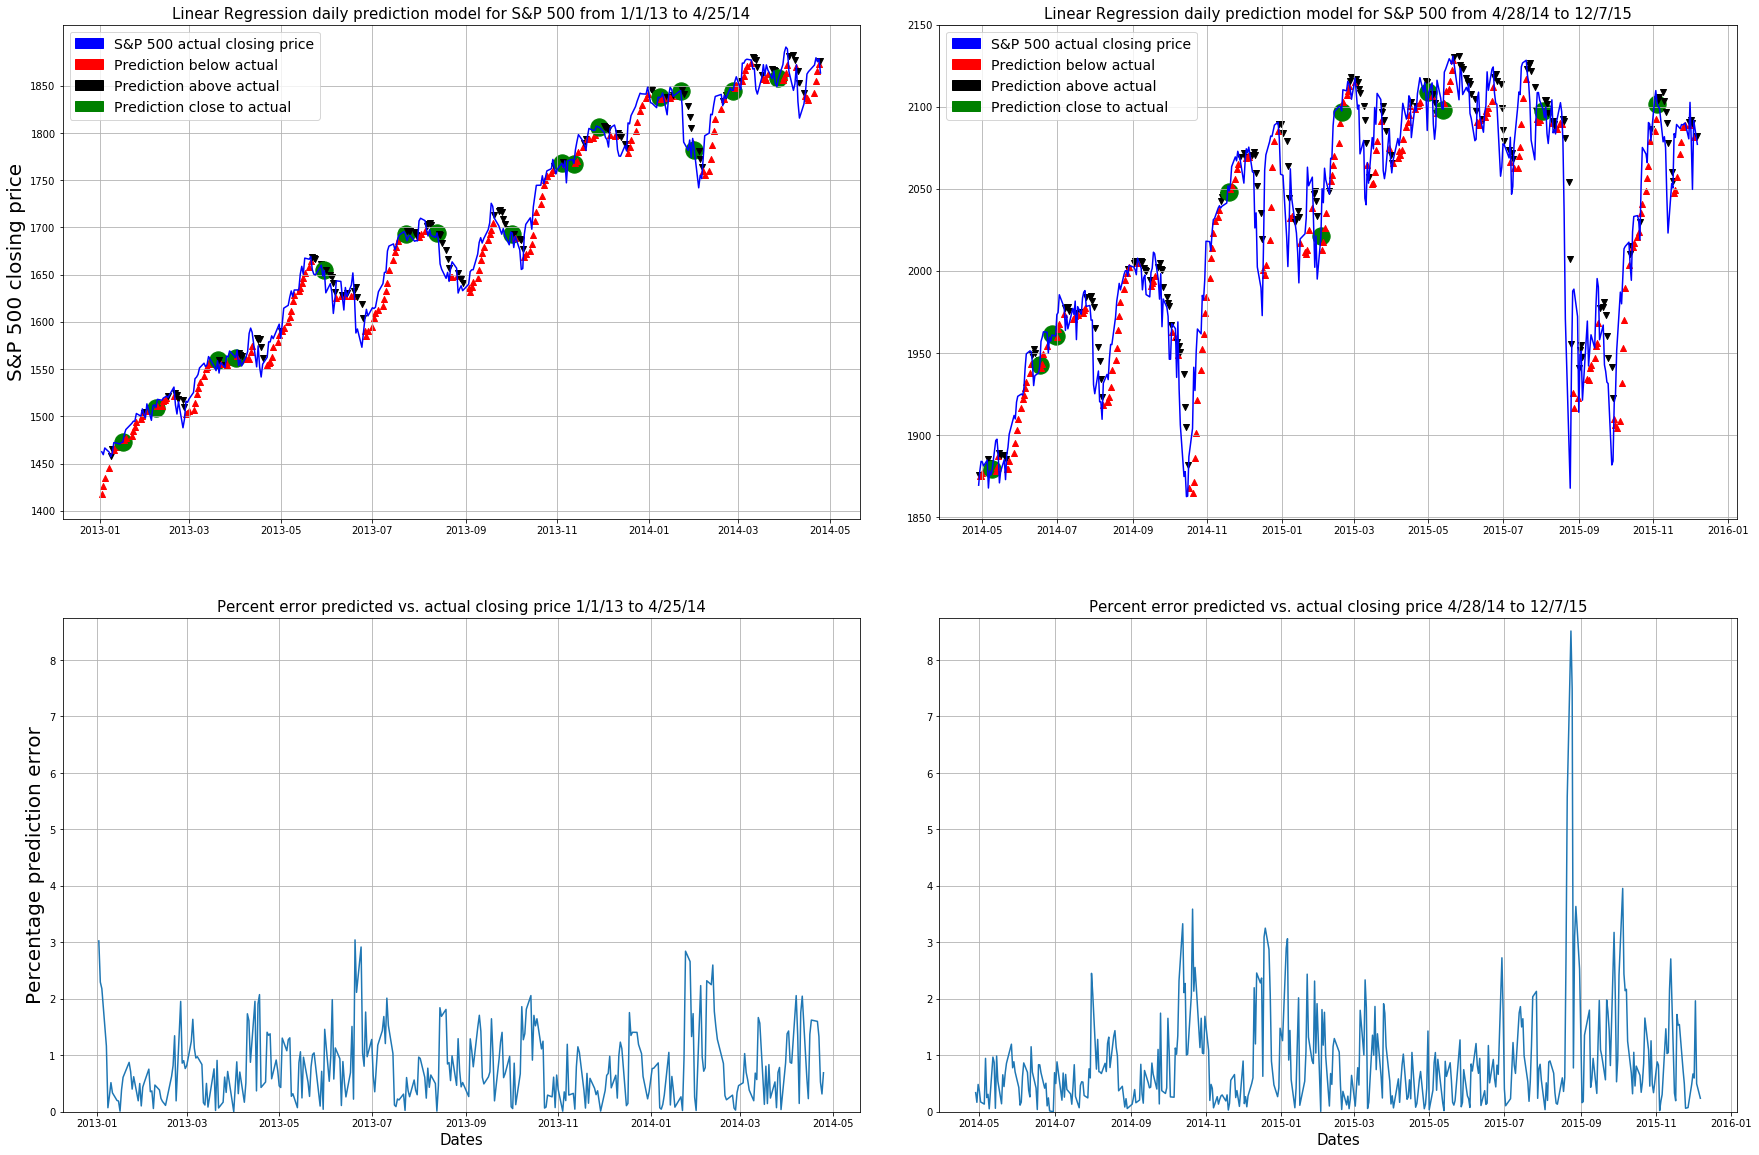 Linear Regression daily prediction model for S&P 500 from 1/1/13 to 4/25/14
S&P 500 actual closing price
Prediction below actual
Prediction above actual
Prediction close to actual
S&P 500 closing price
1850
1800
1750
1700
1650
1600
1550
1500
1450
1400
2013-01 2013-03 2013-05 2013-07 2013-09 2013-11 2014-01 2014-03 2014-05
Linear Regression daily prediction model for S&P 500 from 4/28/14 to 12/7/15
S&P 500 actual closing price
Prediction below actual
Prediction above actual
Prediction close to actual
2150
2100
2050
2000
1950
1900
1850
2014-05 2014-07 2014-09 2014-11 2015-01 2015-03 2015-05 2015-07 2015-09 2015-11 2016-01
Percent error predicted vs. actual closing price 1/1/13 to 4/25/14
Percentage prediction error
8
7
6
5
4
3
2
1
0
2013-01 2013-03 2013-05 2013-07 2013-09 2013-11 2014-01 2014-03 2014-05
Dates
Percent error predicted vs. actual closing price 4/28/14 to 12/7/15
8
7
6
5
4
3
2
1
0
2014-05 2014-07 2014-09 2014-11 2015-01 2015-03 2015-05 2015-07 2015-09 2015-11 2016-01
Dates